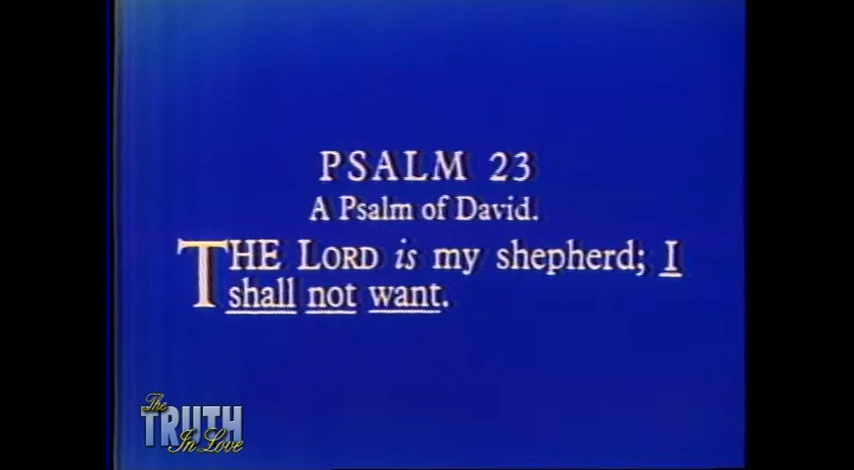 PSALM 23
A Psalm of David.
THE LORD is my shepherd; I
shall not want.
The
TRUTH
In Love